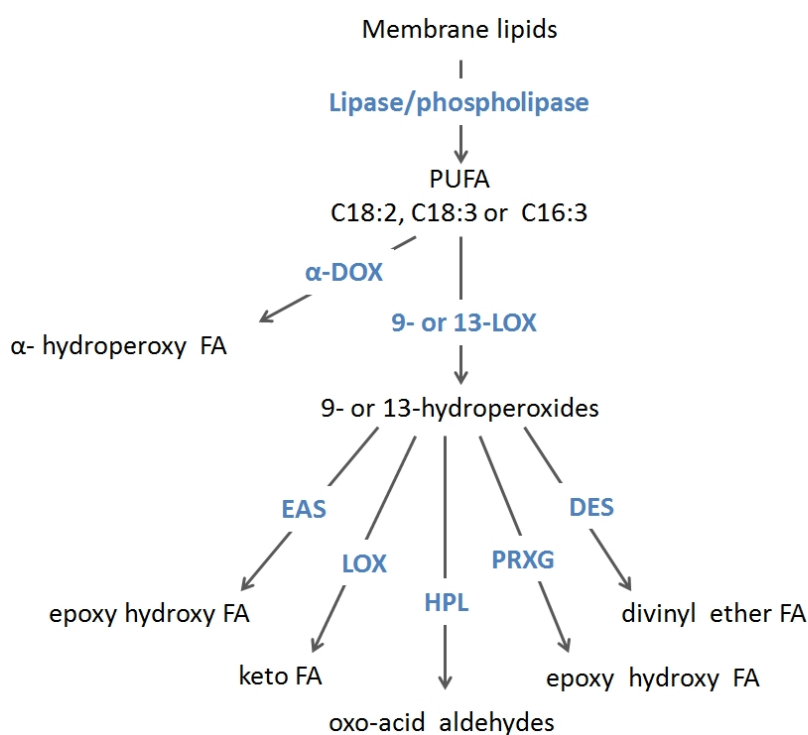 Membrane lipids
Lipase/phospholipase
PUFA
C18:2, C18:3 or C16:3
α-DOX
9- or 13-LOX
α- hydroperoxy FA
9- or 13-hydroperoxides
EAS
DES
LOX
PRXG
HPL
epoxy hydroxy FA
divinyl ether FA
keto FA
epoxy hydroxy FA
oxo-acid aldehydes